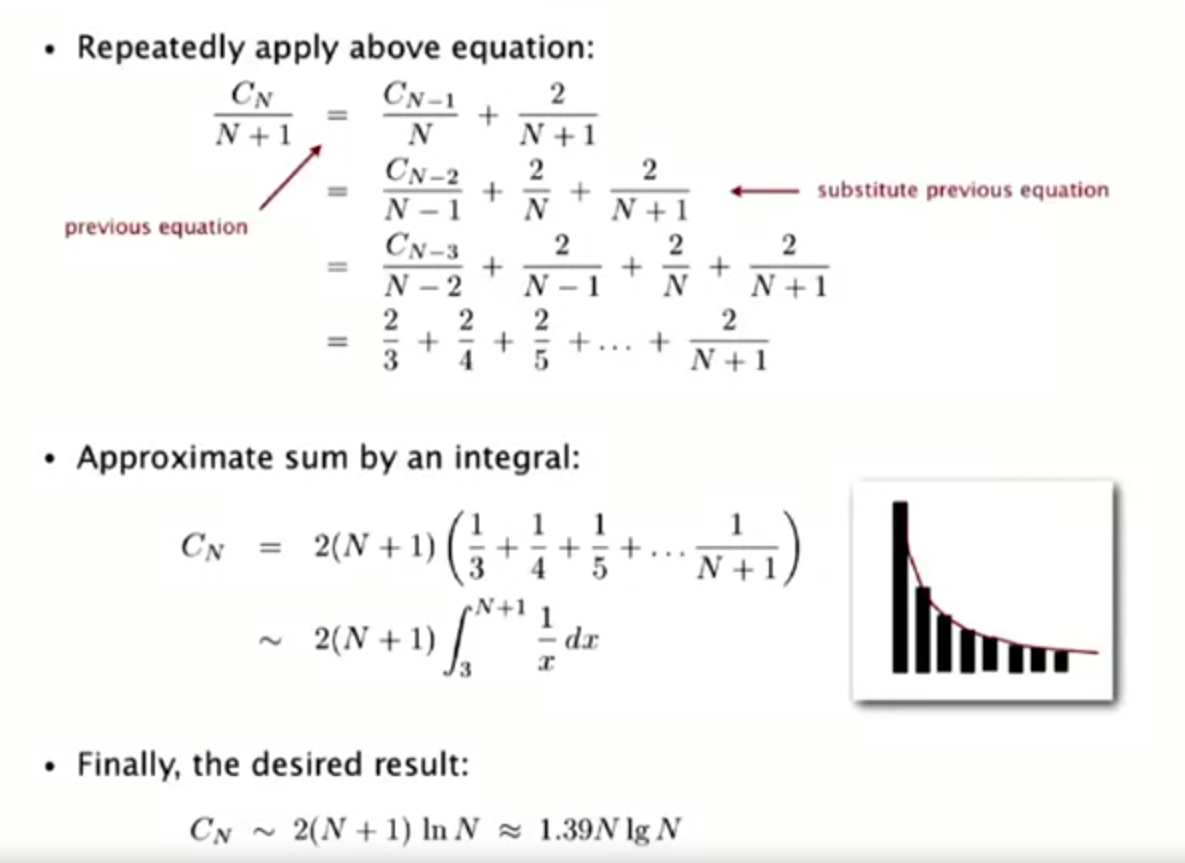 • Repeatedly apply above equation:
\frac{C_N}{N+1} = \frac{C_{N-1}}{N} + \frac{2}{N+1}
previous equation
= \frac{C_{N-2}}{N-1} + \frac{2}{N} + \frac{2}{N+1} substitute previous equation
= \frac{C_{N-3}}{N-2} + \frac{2}{N-1} + \frac{2}{N} + \frac{2}{N+1}
= \frac{2}{3} + \frac{2}{4} + \frac{2}{5} + \ldots + \frac{2}{N+1}
• Approximate sum by an integral:
C_N = 2(N+1) \left( \frac{1}{3} + \frac{1}{4} + \frac{1}{5} + \ldots \frac{1}{N+1} \right)
\sim 2(N+1) \int_3^{N+1} \frac{1}{x} dx
• Finally, the desired result:
C_N \sim 2(N+1) \ln N \approx 1.39N \lg N